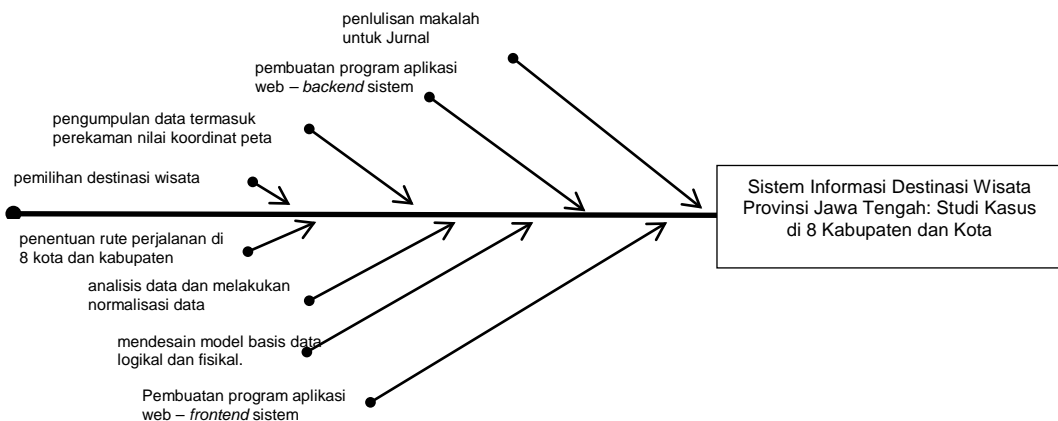 penlulisan makalah
untuk Jurnal
pembuatan program aplikasi
web – backend sistem
pengumpulan data termasuk
perekaman nilai koordinat peta
pemilihan destinasi wisata
Sistem Informasi Destinasi Wisata
Provinsi Jawa Tengah: Studi Kasus
di 8 Kabupaten dan Kota
penentuan rute perjalanan di
8 kota dan kabupaten
analisis data dan melakukan
normalisasi data
mendesain model basis data
logikal dan fisikal.
Pembuatan program aplikasi
web – frontend sistem